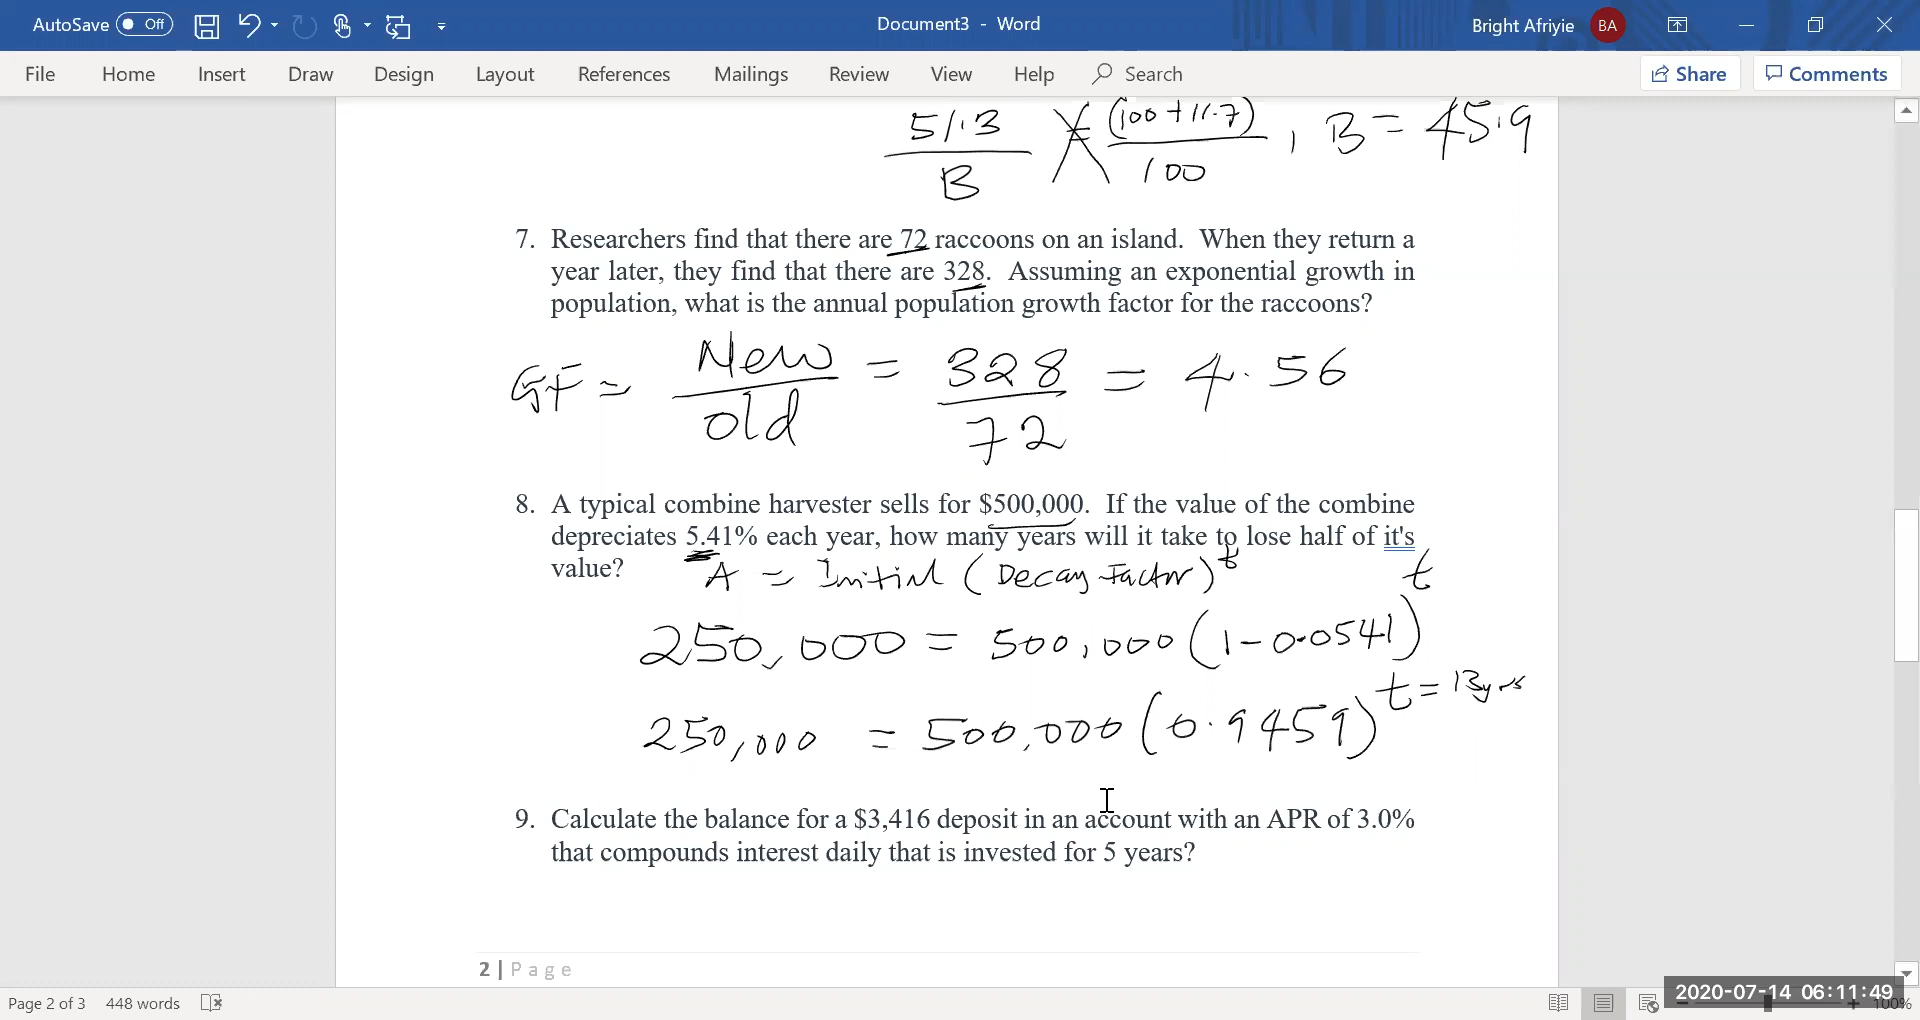 AutoSave Off Document3 - Word Bright Afriyie BA
File Home Insert Draw Design Layout References Mailings Review View Help Search Share Comments
51.3 / B = (100 + 11.7) / 100 , B = 45.9
7. Researchers find that there are 72 raccoons on an island. When they return a
year later, they find that there are 328. Assuming an exponential growth in
population, what is the annual population growth factor for the raccoons?
GF = New / old = 328 / 72 = 4.56
8. A typical combine harvester sells for $500,000. If the value of the combine
depreciates 5.41% each year, how many years will it take to lose half of it's
value?
A = Initial (Decay Factor)^t
250,000 = 500,000 (1 - 0.0541)^t
250,000 = 500,000 (0.9459)^t = 13yrs
9. Calculate the balance for a $3,416 deposit in an account with an APR of 3.0%
that compounds interest daily that is invested for 5 years?
2 | Page
Page 2 of 3 448 words 100%
2020-07-14 06:11:49